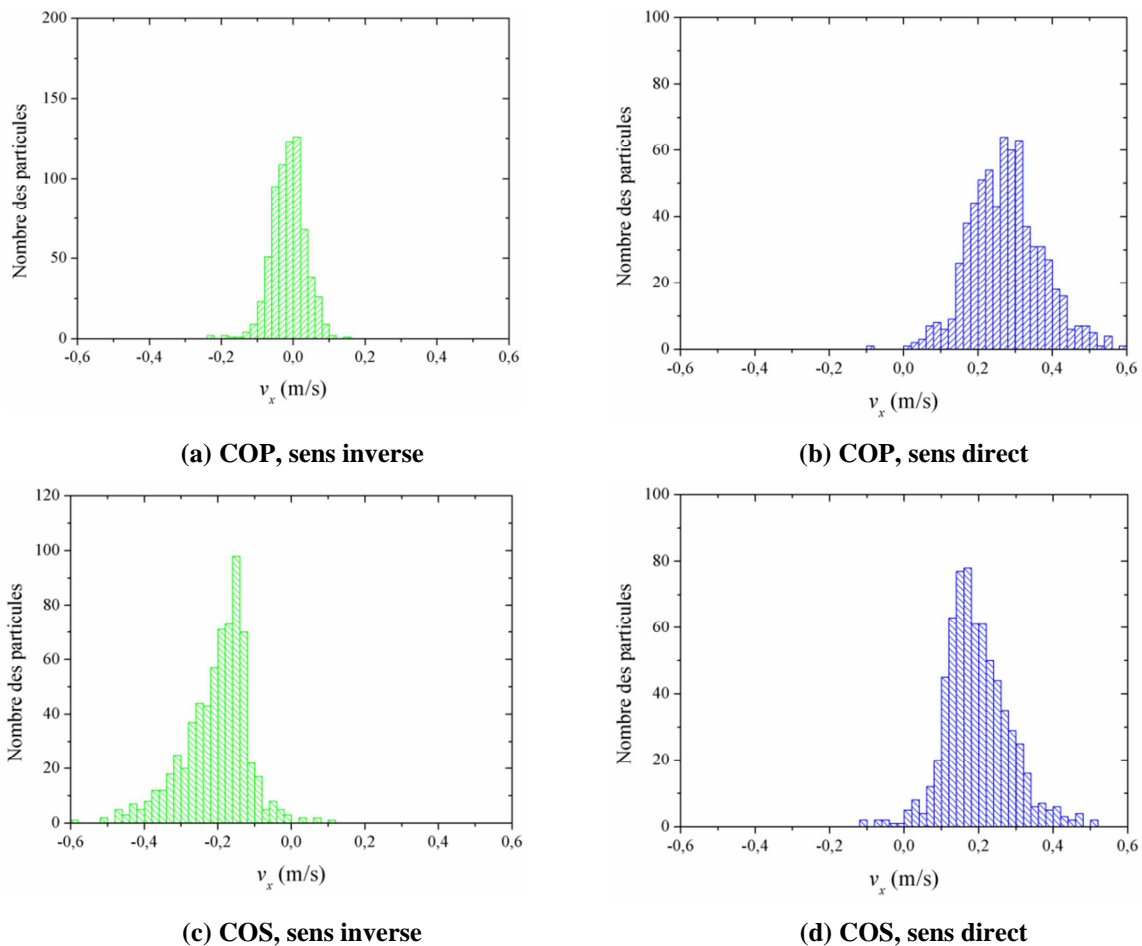 200
150
100
50
0
Nombre des particules
-0,6 -0,4 -0,2 0,0 0,2 0,4 0,6
v_x (m/s)
(a) COP, sens inverse
100
80
60
40
20
0
Nombre des particules
-0,6 -0,4 -0,2 0,0 0,2 0,4 0,6
v_x (m/s)
(b) COP, sens direct
120
100
80
60
40
20
0
Nombre des particules
-0,6 -0,4 -0,2 0,0 0,2 0,4 0,6
v_x (m/s)
(c) COS, sens inverse
100
80
60
40
20
0
Nombre des particules
-0,6 -0,4 -0,2 0,0 0,2 0,4 0,6
v_x (m/s)
(d) COS, sens direct